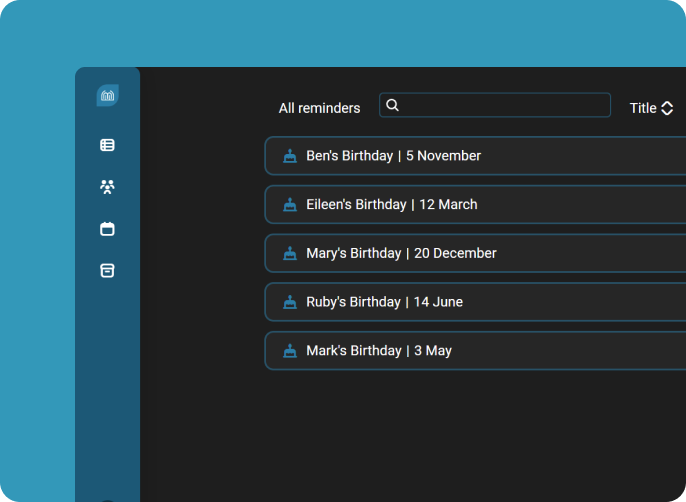 All reminders
Title
Ben's Birthday | 5 November
Eileen's Birthday | 12 March
Mary's Birthday | 20 December
Ruby's Birthday | 14 June
Mark's Birthday | 3 May